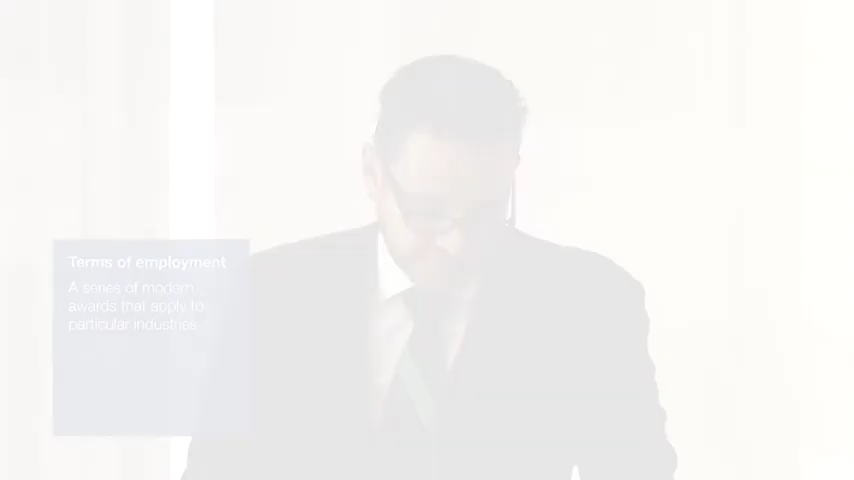 Terms of employment
A series of modern
awards that apply to
particular industries